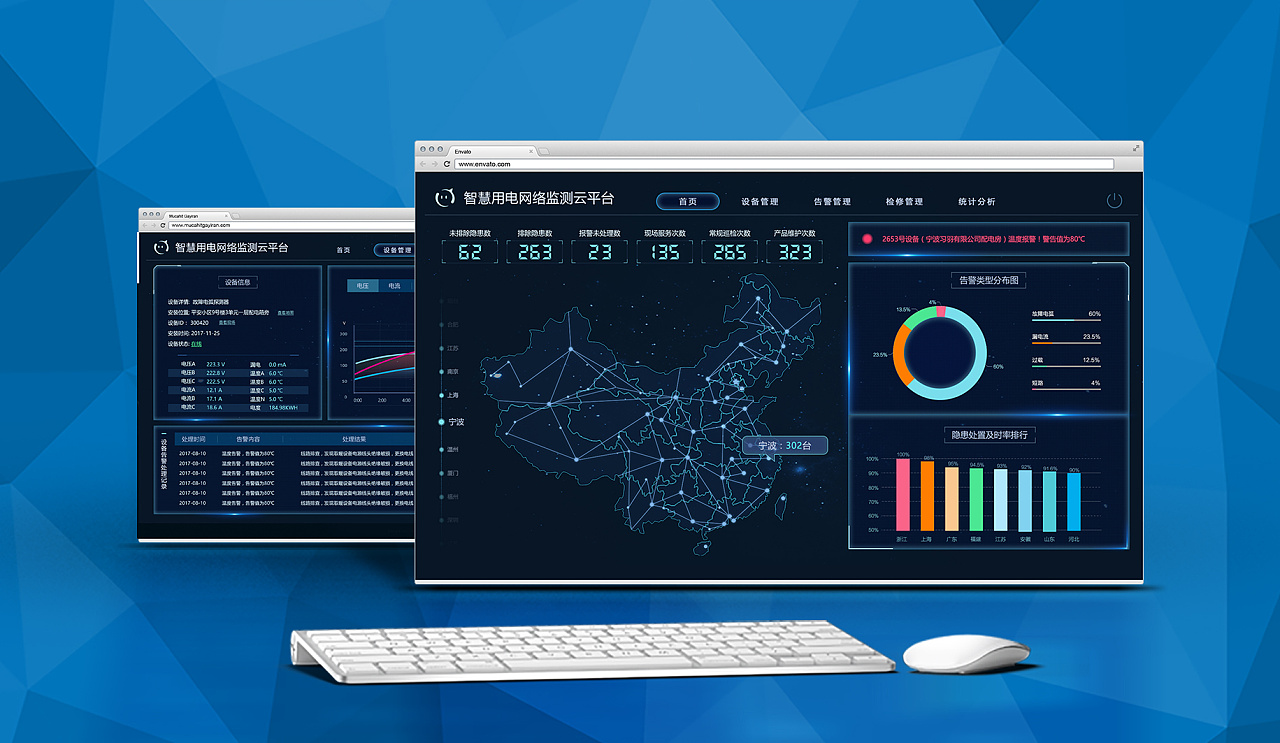 Envato
www.envato.com
智慧用电网络监测云平台
首页 设备管理 告警管理 检修管理 统计分析
未排除隐患数 排除隐患数 报警未处理数 现场服务次数 常规巡检次数 产品维护次数
62 263 23 135 265 323
2653号设备（宁波习羽有限公司配电房）温度报警！警告值为80℃
江苏
南京
上海
宁波
温州
厦门
福州
宁波：302台
告警类型分布图
4%
13.5%
23.5%
60%
故障电弧 60%
漏电流 23.5%
过载 12.5%
短路 4%
隐患处置及时率排行
100%
90%
80%
70%
60%
50%
100% 98% 95% 94.5% 93% 92% 91.6% 90%
浙江 上海 广东 福建 江苏 安徽 山东 河北
Mucahit Gayiran
www.mucahitgayiran.com
智慧用电网络监测云平台
首页 设备管理
设备信息
设备详情: 故障电弧探测器
安装位置: 平安小区9号楼3单元一层配电箱旁 查看地图
设备ID： 300420
安装时间: 2017-11-25
设备状态: 在线
电压A 223.3 V 漏电 0.0 mA
电压B 222.8 V 温度A 6.0 ℃
电压C 222.5 V 温度B 6.0 ℃
电流A 12.1 A 温度C 5.0 ℃
电流B 17.1 A 温度N 5.0 ℃
电流C 18.6 A 电度 184.98KWH
电压 电流
V
300
200
100
50
0
0:00 2:00 4:00
设备告警处理记录
处理时间 告警内容 处理结果
2017-08-10 温度告警，告警值为80℃ 线路排查，发现取暖设备电源线头绝缘破损，更换电线
2017-08-10 温度告警，告警值为80℃ 线路排查，发现取暖设备电源线头绝缘破损，更换电线
2017-08-10 温度告警，告警值为80℃ 线路排查，发现取暖设备电源线头绝缘破损，更换电线
2017-08-10 温度告警，告警值为80℃ 线路排查，发现取暖设备电源线头绝缘破损，更换电线
2017-08-10 温度告警，告警值为80℃ 线路排查，发现取暖设备电源线头绝缘破损，更换电线
2017-08-10 温度告警，告警值为80℃ 线路排查，发现取暖设备电源线头绝缘破损，更换电线